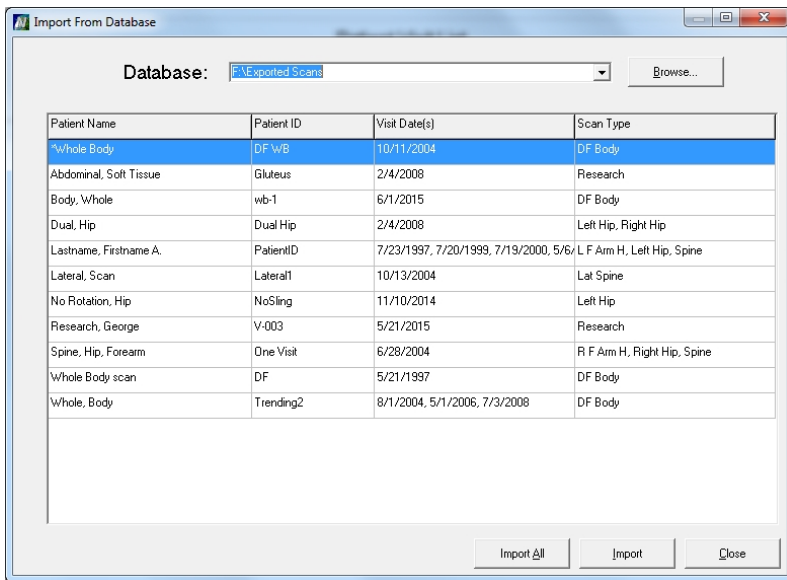 Import From Database
Database: F:\Exported Scans Browse...
Patient Name Patient ID Visit Date(s) Scan Type
*Whole Body DF WB 10/11/2004 DF Body
Abdominal, Soft Tissue Gluteus 2/4/2008 Research
Body, Whole wb-1 6/1/2015 DF Body
Dual, Hip Dual Hip 2/4/2008 Left Hip, Right Hip
Lastname, Firstname A. PatientID 7/23/1997, 7/20/1999, 7/19/2000, 5/6/ L F Arm H, Left Hip, Spine
Lateral, Scan Lateral1 10/13/2004 Lat Spine
No Rotation, Hip NoSling 11/10/2014 Left Hip
Research, George V-003 5/21/2015 Research
Spine, Hip, Forearm One Visit 6/28/2004 R F Arm H, Right Hip, Spine
Whole Body scan DF 5/21/1997 DF Body
Whole, Body Trending2 8/1/2004, 5/1/2006, 7/3/2008 DF Body
Import All Import Close